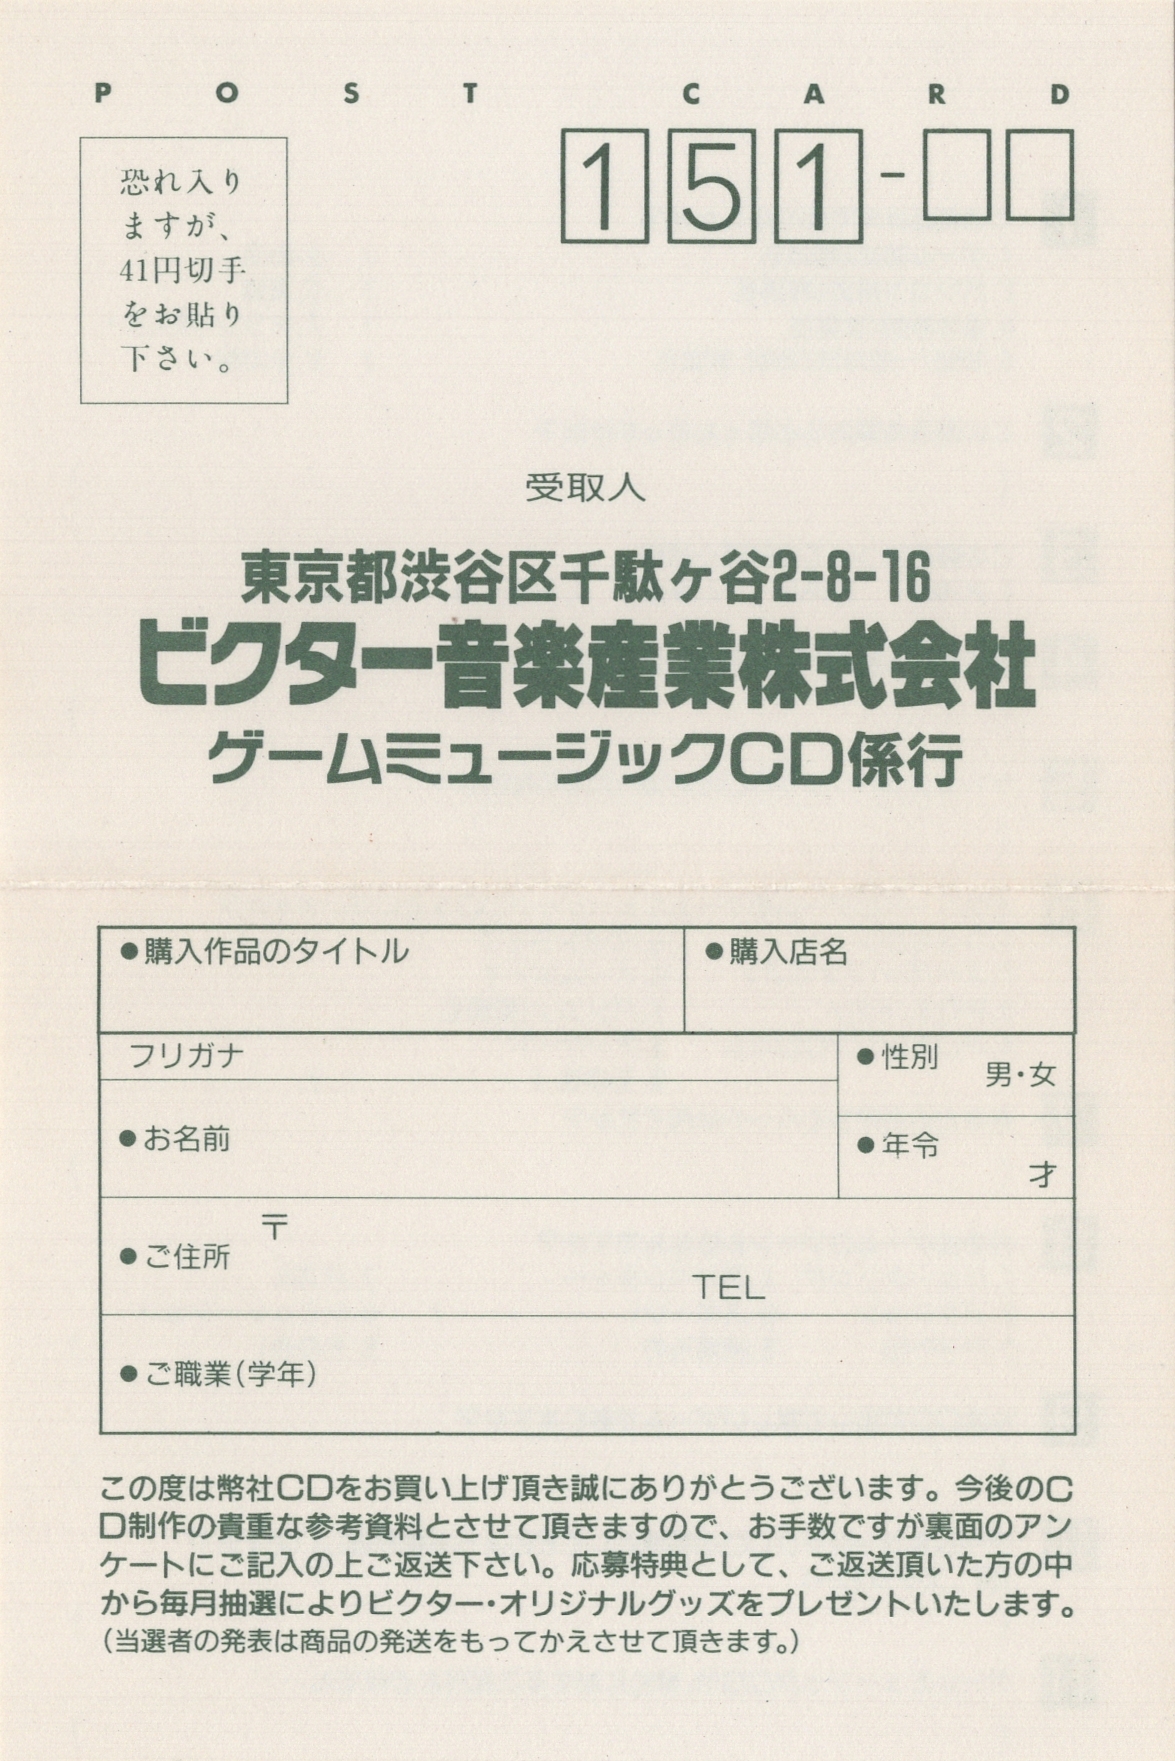 POST CARD
151-
恐れ入り
ますが、
41円切手
をお貼り
下さい。
受取人
東京都渋谷区千駄ヶ谷2-8-16
ビクター音楽産業株式会社
ゲームミュージックCD係行
●購入作品のタイトル
●購入店名
フリガナ
●性別
男・女
●お名前
●年令
才
〒
●ご住所
TEL
●ご職業(学年)
この度は幣社CDをお買い上げ頂き誠にありがとうございます。今後のC
D制作の貴重な参考資料とさせて頂きますので、お手数ですが裏面のアン
ケートにご記入の上ご返送下さい。応募特典として、ご返送頂いた方の中
から毎月抽選によりビクター・オリジナルグッズをプレゼントいたします。
(当選者の発表は商品の発送をもってかえさせて頂きます。)